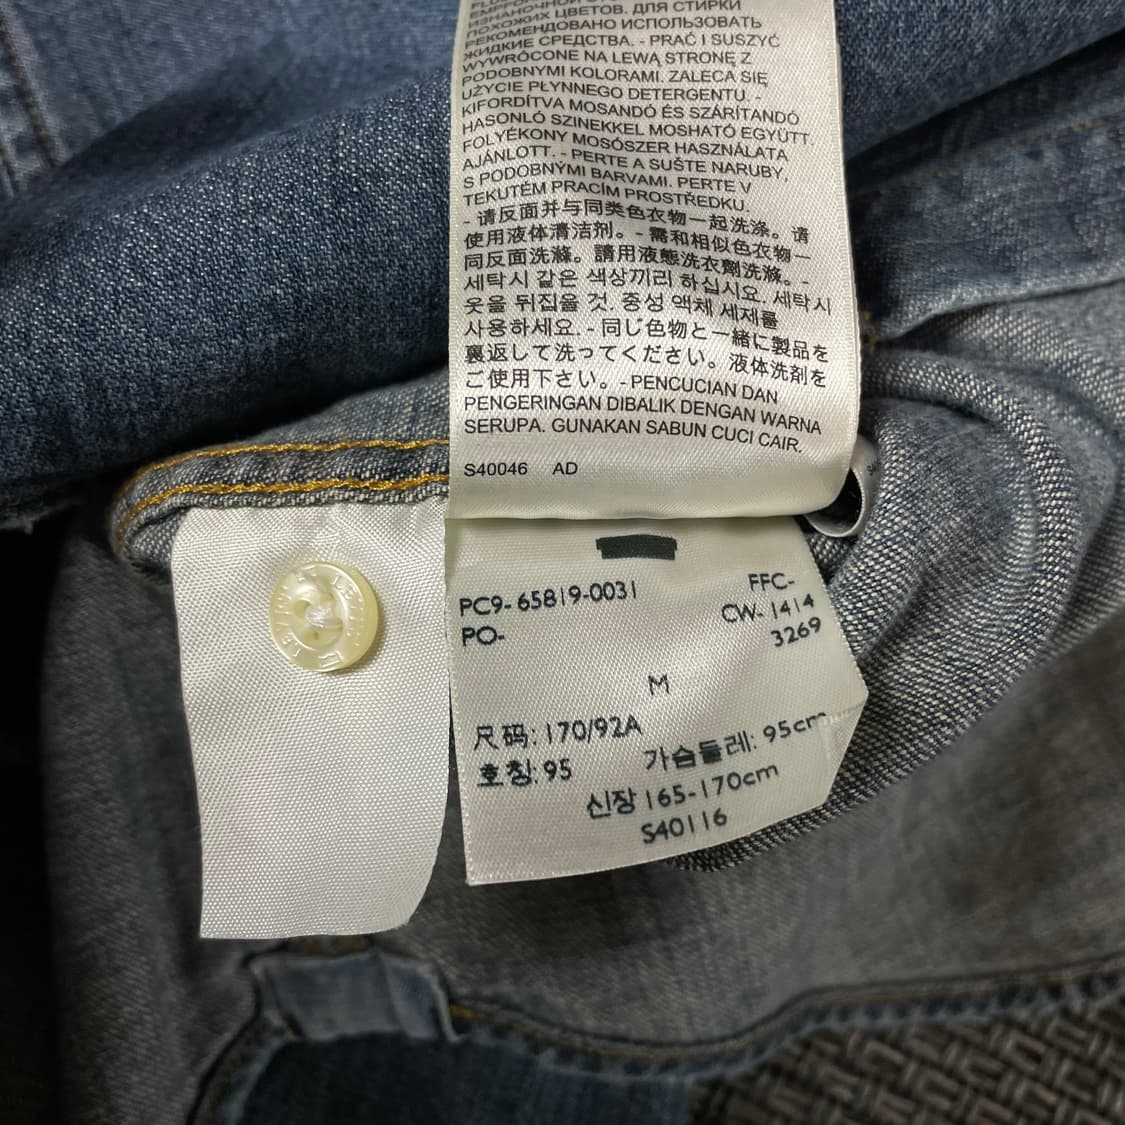 ИЗНАНОЧНОЙ СТО
ПОХОЖИХ ЦВЕТОВ. ДЛЯ СТИРКИ
РЕКОМЕНДОВАНО ИСПОЛЬЗОВАТЬ
ЖИДКИЕ СРЕДСТВА. - PRAĆ I SUSZYĆ
WYWRÓCONE NA LEWĄ STRONĘ Z
PODOBNYMI KOLORAMI. ZALECA SIĘ
UŻYCIE PŁYNNEGO DETERGENTU. -
KIFORDÍTVA MOSANDÓ ÉS SZÁRÍTANDÓ
HASONLÓ SZINEKKEL MOSHATÓ EGYÜTT.
FOLYÉKONY MOSÓSZER HASZNÁLATA
AJÁNLOTT. - PERTE A SUŠTE NARUBY,
S PODOBNÝMI BARVAMI. PERTE V
TEKUTÉM PRACÍM PROSTŘEDKU.
- 请反面并与同类色衣物一起洗涤。请
使用液体清洁剂。- 需和相似色衣物一
同反面洗滌。請用液態洗衣劑洗滌。-
세탁시 같은 색상끼리 하십시요. 세탁시
옷을 뒤집을 것. 중성 액체 세제를
사용하세요. - 同じ色物と一緒に製品を
裏返して洗ってください。液体洗剤を
ご使用下さい。- PENCUCIAN DAN
PENGERINGAN DIBALIK DENGAN WARNA
SERUPA. GUNAKAN SABUN CUCI CAIR.
S40046 AD
PC9- 65819-0031 FFC-
PO- CW- 1414
3269
M
尺码: 170/92A
호칭: 95 가슴둘레: 95cm
신장 165-170cm
S40116